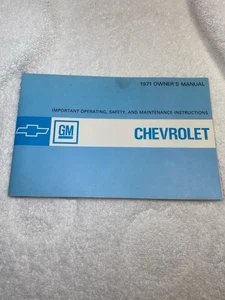 1971 OWNER'S MANUAL
IMPORTANT OPERATING, SAFETY, AND MAINTENANCE INSTRUCTIONS
GM
CHEVROLET